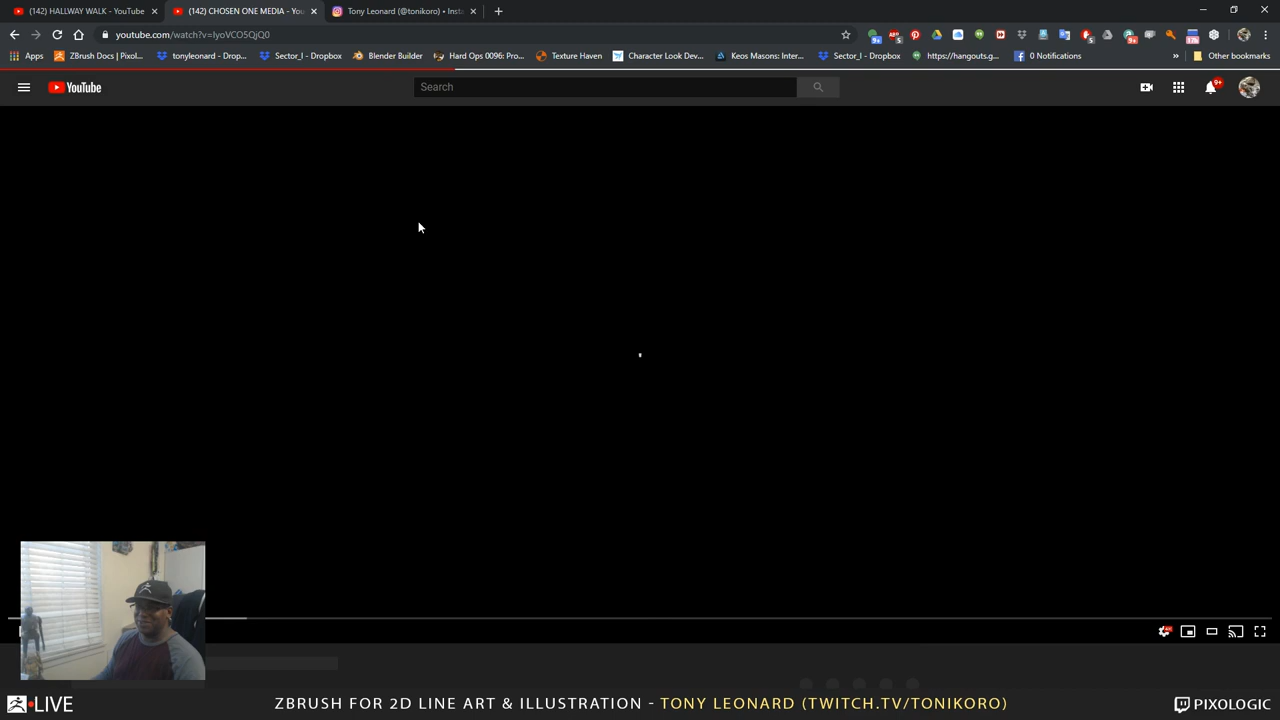 (142) HALLWAY WALK - YouTube
(142) CHOSEN ONE MEDIA - You
Tony Leonard (@tonikoro) • Insta
youtube.com/watch?v=IyoVCO5QjQ0
Apps
ZBrush Docs | Pixol...
tonyleonard - Drop...
Sector_I - Dropbox
Blender Builder
Hard Ops 0096: Pro...
Texture Haven
Character Look Dev...
Keos Masons: Inter...
Sector_I - Dropbox
https://hangouts.g...
0 Notifications
»
Other bookmarks
YouTube
Search
9+
LIVE
ZBRUSH FOR 2D LINE ART & ILLUSTRATION - TONY LEONARD (TWITCH.TV/TONIKORO)
PIXOLOGIC